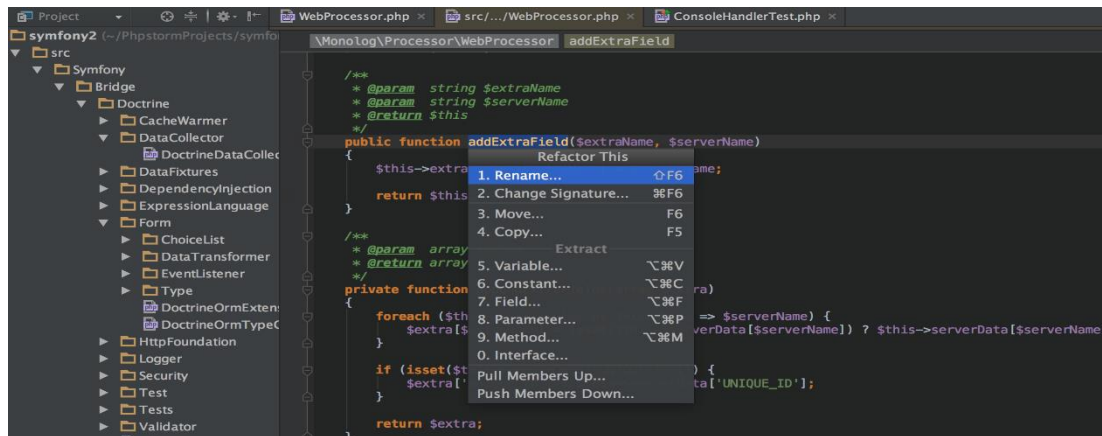 Project
WebProcessor.php × src/.../WebProcessor.php × ConsoleHandlerTest.php ×
symfony2 (~/PhpstormProjects/symfo
src
Symfony
Bridge
Doctrine
CacheWarmer
DataCollector
DoctrineDataCollec
DataFixtures
DependencyInjection
ExpressionLanguage
Form
ChoiceList
DataTransformer
EventListener
Type
DoctrineOrmExten
DoctrineOrmTypeG
HttpFoundation
Logger
Security
Test
Tests
Validator
\Monolog\Processor\WebProcessor addExtraField
/**
* @param string $extraName
* @param string $serverName
* @return $this
*/
public function addExtraField($extraName, $serverName)
{
$this->extra
me;
return $this
}
/**
* @param array
* @return array
*/
private function
ra)
{
foreach ($th
=> $serverName) {
$extra[$
verData[$serverName]) ? $this->serverData[$serverName
}
if (isset($t
) {
$extra['
ta['UNIQUE_ID'];
}
return $extra;
Refactor This
1. Rename... ⇧F6
2. Change Signature... ⌘F6
3. Move... F6
4. Copy... F5
Extract
5. Variable... ⌥⌘V
6. Constant... ⌥⌘C
7. Field... ⌥⌘F
8. Parameter... ⌥⌘P
9. Method... ⌥⌘M
0. Interface...
Pull Members Up...
Push Members Down...